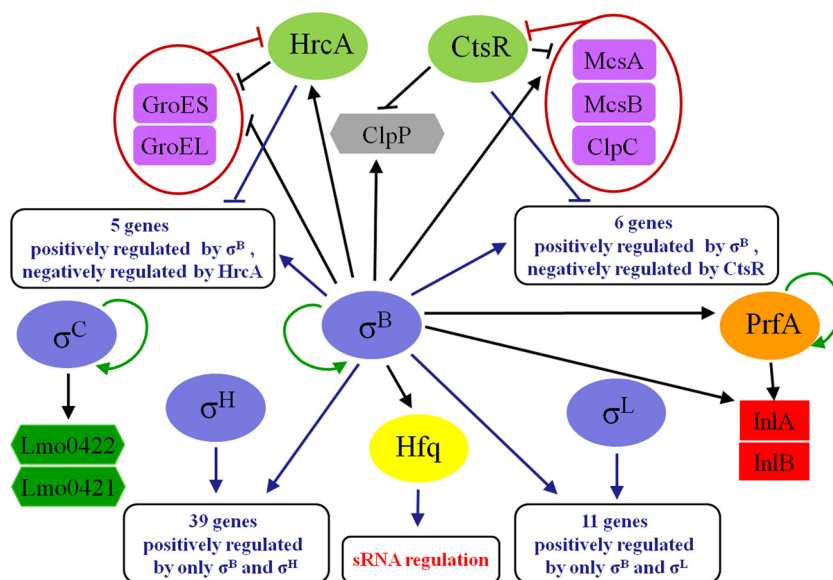 HrcA
CtsR
GroES
GroEL
ClpP
McsA
McsB
ClpC
5 genes
positively regulated by σᴮ ,
negatively regulated by HrcA
6 genes
positively regulated by σᴮ ,
negatively regulated by CtsR
σᶜ
σᴮ
PrfA
σᴴ
σᴸ
Lmo0422
Lmo0421
Hfq
InlA
InlB
39 genes
positively regulated
by only σᴮ and σᴴ
sRNA regulation
11 genes
positively regulated
by only σᴮ and σᴸ